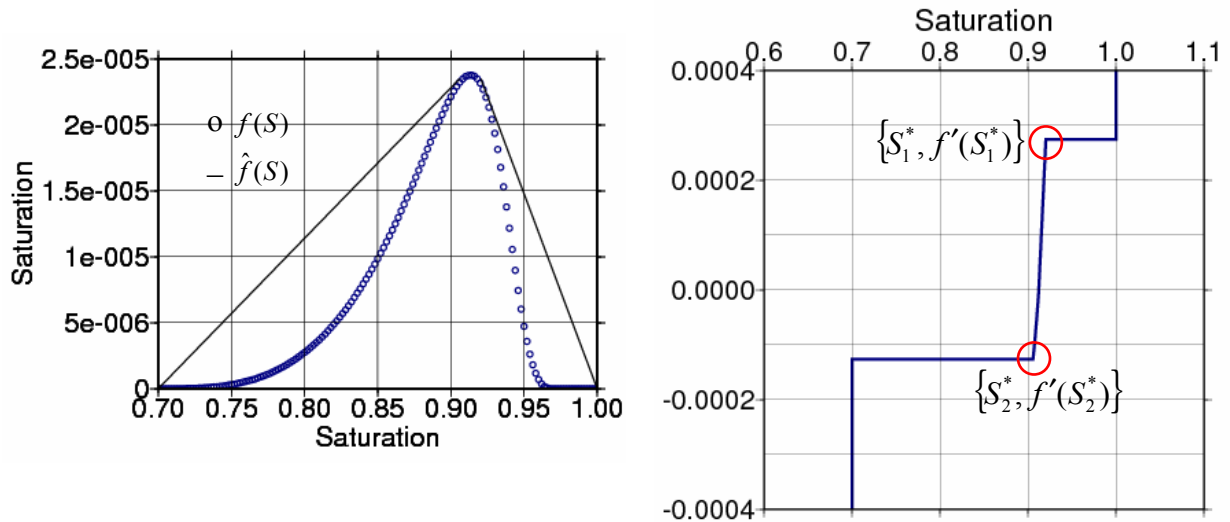 2.5e-005
2e-005
1.5e-005
1e-005
5e-006
0
Saturation
o f(S)
– f̂(S)
0.70 0.75 0.80 0.85 0.90 0.95 1.00
Saturation
Saturation
0.6 0.7 0.8 0.9 1.0 1.1
0.0004
0.0002
0.0000
-0.0002
-0.0004
{S₁*, f′(S₁*)}
{S₂*, f′(S₂*)}